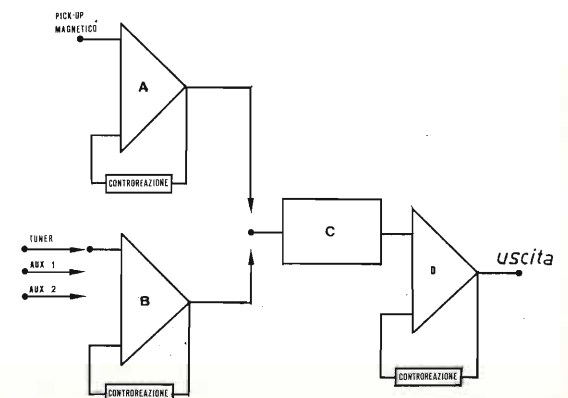 PICK-UP
MAGNETICO
A
CONTROREAZIONE
TUNER
AUX 1
AUX 2
B
CONTROREAZIONE
C
D
uscita
CONTROREAZIONE